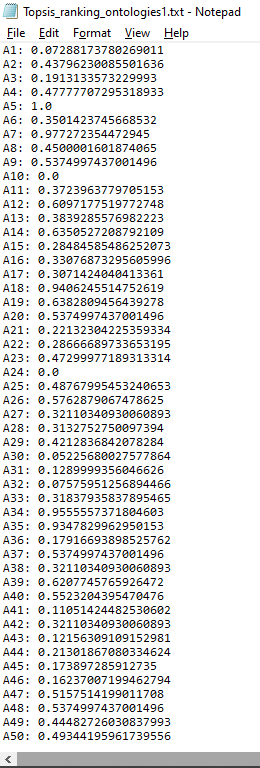 Topsis_ranking_ontologies1.txt - Notepad
File Edit Format View Help
A1: 0.07288173780269011
A2: 0.43796230085501636
A3: 0.1913133573229993
A4: 0.47777707295318933
A5: 1.0
A6: 0.3501423745668532
A7: 0.977272354472945
A8: 0.4500001601874065
A9: 0.5374997437001496
A10: 0.0
A11: 0.3723963779705153
A12: 0.6097177519772748
A13: 0.3839285576982223
A14: 0.6350527208792109
A15: 0.28484585486252073
A16: 0.33076873295605996
A17: 0.3071424040413361
A18: 0.9406245514752619
A19: 0.6382809456439278
A20: 0.5374997437001496
A21: 0.22132304225359334
A22: 0.28666689733653195
A23: 0.47299977189313314
A24: 0.0
A25: 0.48767995453240653
A26: 0.5762879067478625
A27: 0.32110340930060893
A28: 0.3132752750097394
A29: 0.4212836842078284
A30: 0.05225680027577864
A31: 0.1289999356046626
A32: 0.07575951256894466
A33: 0.31837935837895465
A34: 0.9555557371804603
A35: 0.9347829962950153
A36: 0.17916693898525762
A37: 0.5374997437001496
A38: 0.32110340930060893
A39: 0.6207745765926472
A40: 0.5523204395470476
A41: 0.11051424482530602
A42: 0.32110340930060893
A43: 0.12156309109152981
A44: 0.21301867080334624
A45: 0.173897285912735
A46: 0.16237007199462794
A47: 0.5157514199011708
A48: 0.5374997437001496
A49: 0.44482726030837993
A50: 0.49344195961739556